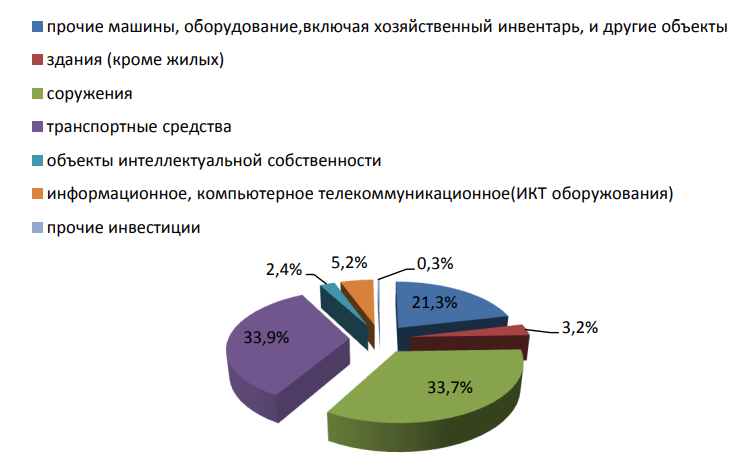 прочие машины, оборудование,включая хозяйственный инвентарь, и другие объекты
здания (кроме жилых)
соружения
транспортные средства
объекты интеллектуальной собственности
информационное, компьютерное телекоммуникационное(ИКТ оборужования)
прочие инвестиции
5,2%
0,3%
2,4%
21,3%
3,2%
33,9%
33,7%